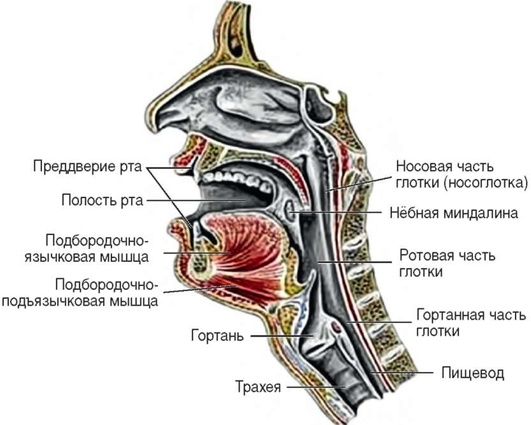 Преддверие рта
Полость рта
Подбородочно-
язычковая мышца
Подбородочно-
подъязычковая мышца
Гортань
Трахея
Носовая часть
глотки (носоглотка)
Нёбная миндалина
Ротовая часть
глотки
Гортанная часть
глотки
Пищевод